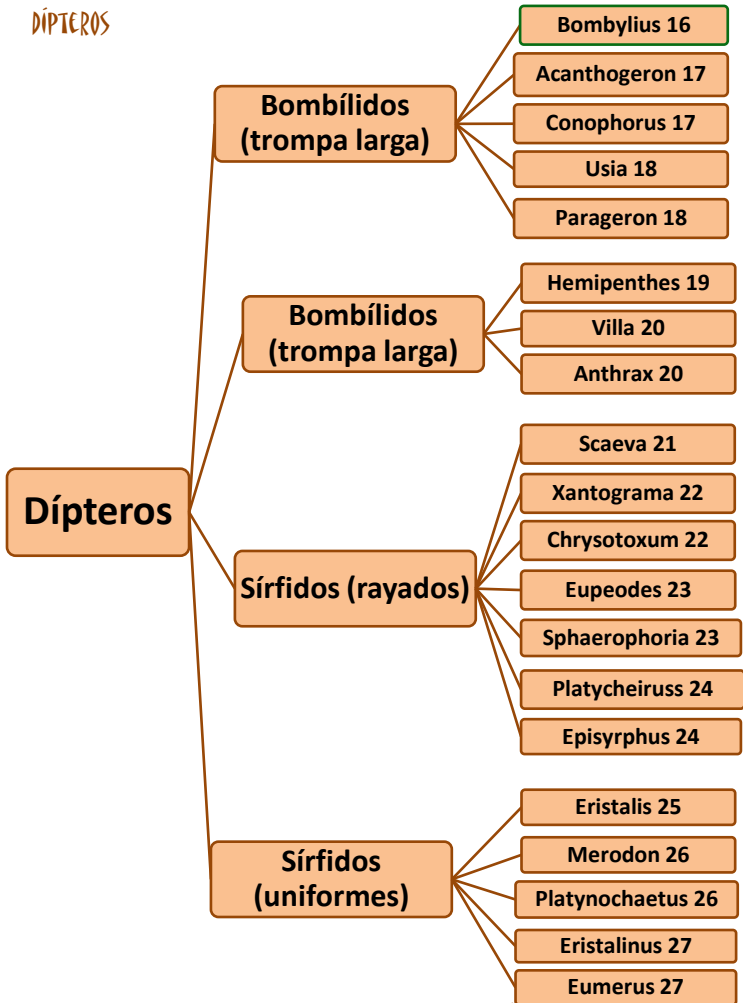 DÍPTEROS
Dípteros
Bombílidos
(trompa larga)
Bombylius 16
Acanthogeron 17
Conophorus 17
Usia 18
Parageron 18
Bombílidos
(trompa larga)
Hemipenthes 19
Villa 20
Anthrax 20
Sírfidos (rayados)
Scaeva 21
Xantograma 22
Chrysotoxum 22
Eupeodes 23
Sphaerophoria 23
Platycheiruss 24
Episyrphus 24
Sírfidos
(uniformes)
Eristalis 25
Merodon 26
Platynochaetus 26
Eristalinus 27
Eumerus 27